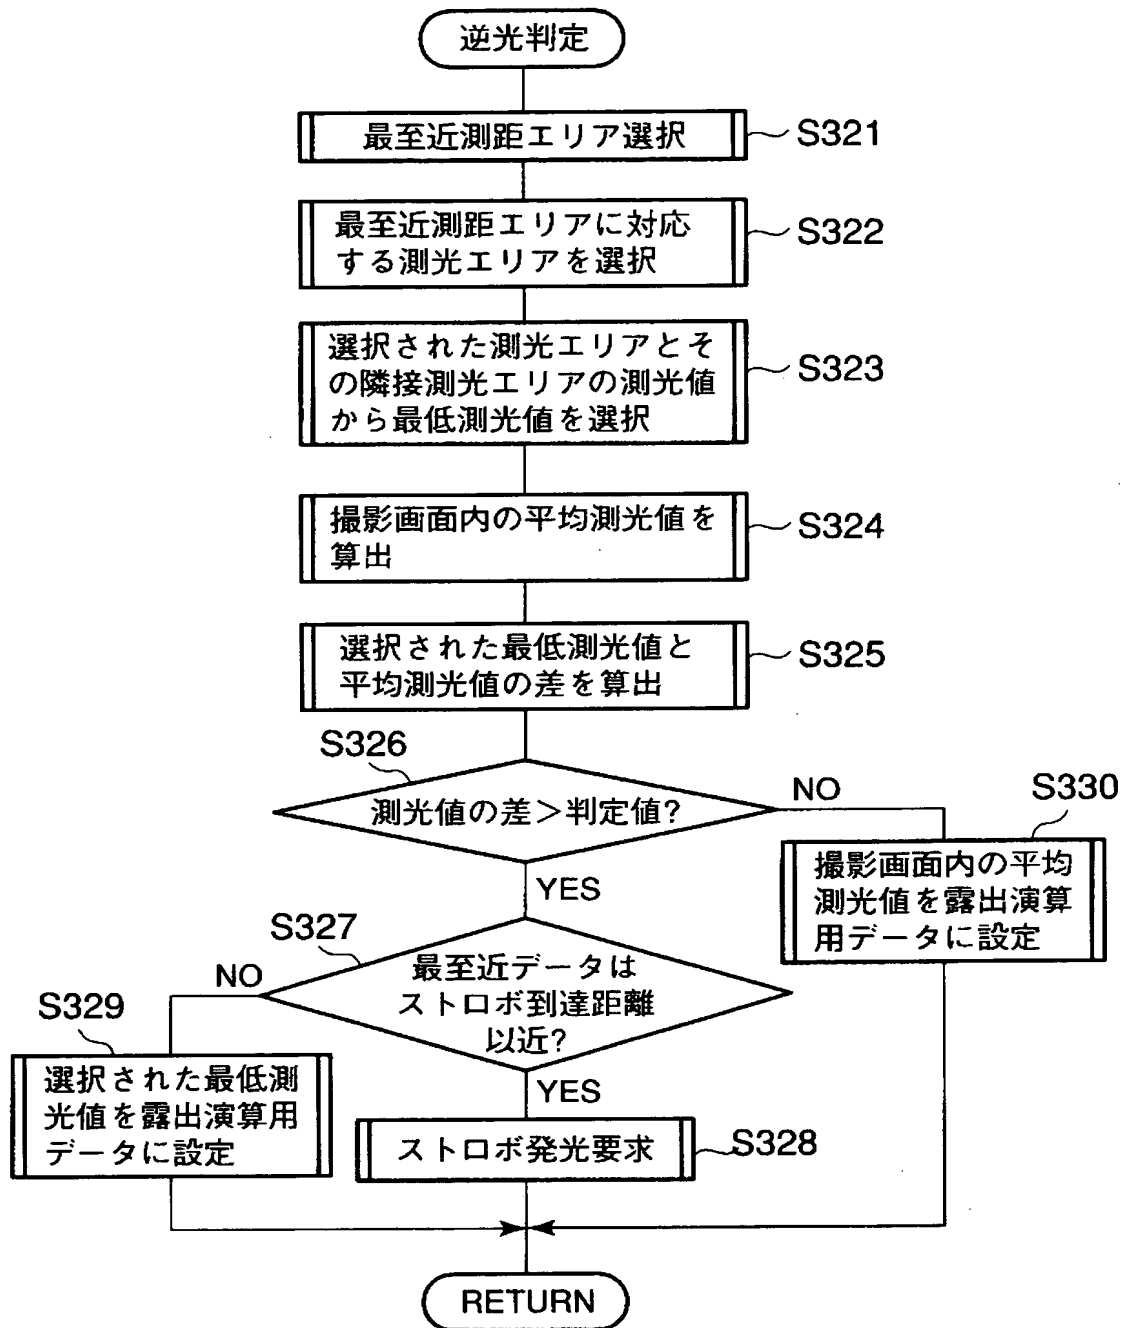 逆光判定
最至近測距エリア選択
S321
最至近測距エリアに対応
する測光エリアを選択
S322
選択された測光エリアとそ
の隣接測光エリアの測光値
から最低測光値を選択
S323
撮影画面内の平均測光値を
算出
S324
選択された最低測光値と
平均測光値の差を算出
S325
S326
測光値の差>判定値?
NO
YES
S330
撮影画面内の平均
測光値を露出演算
用データに設定
S327
最至近データは
ストロボ到達距離
以近?
NO
YES
S329
選択された最低測
光値を露出演算用
データに設定
ストロボ発光要求
S328
RETURN